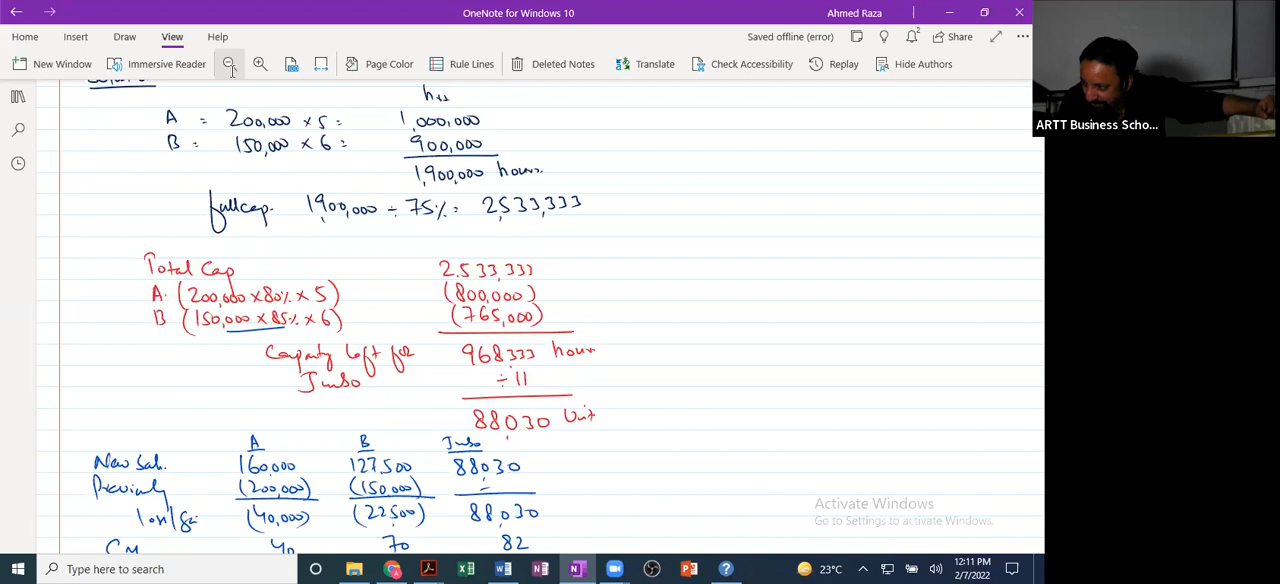 OneNote for Windows 10
Ahmed Raza
Home Insert Draw View Help
Saved offline (error) Share
New Window Immersive Reader Page Color Rule Lines Deleted Notes Translate Check Accessibility Replay Hide Authors
ARTT Business Scho...
hrs
A = 200,000 × 5 = 1,000,000
B = 150,000 × 6 = 900,000
1,900,000 hours.
full cap. 1,900,000 ÷ 75% = 2,533,333
Total Cap 2,533,333
A. (200,000 × 80% × 5) (800,000)
B (150,000 × 85% × 6) (765,000)
Capacity left for 968,333 hours
Jumbo ÷ 11
88,030 Unit
A B Jumbo
New Sal. 160,000 127,500 88,030
Previously (200,000) (150,000) -
loss/ga (40,000) (22,500) 88,030
CM 40 70 82
Activate Windows
Go to Settings to activate Windows.
Type here to search
23°C
12:11 PM
2/7/2022